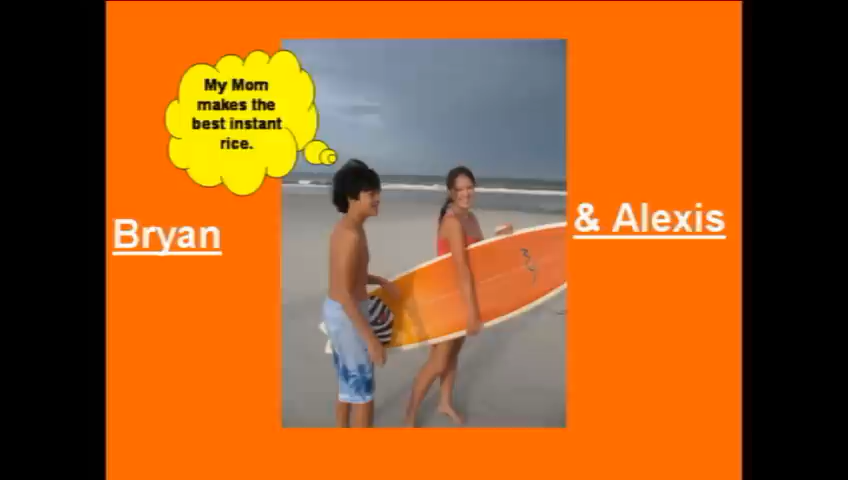 My Mom
makes the
best instant
rice.
Bryan
& Alexis